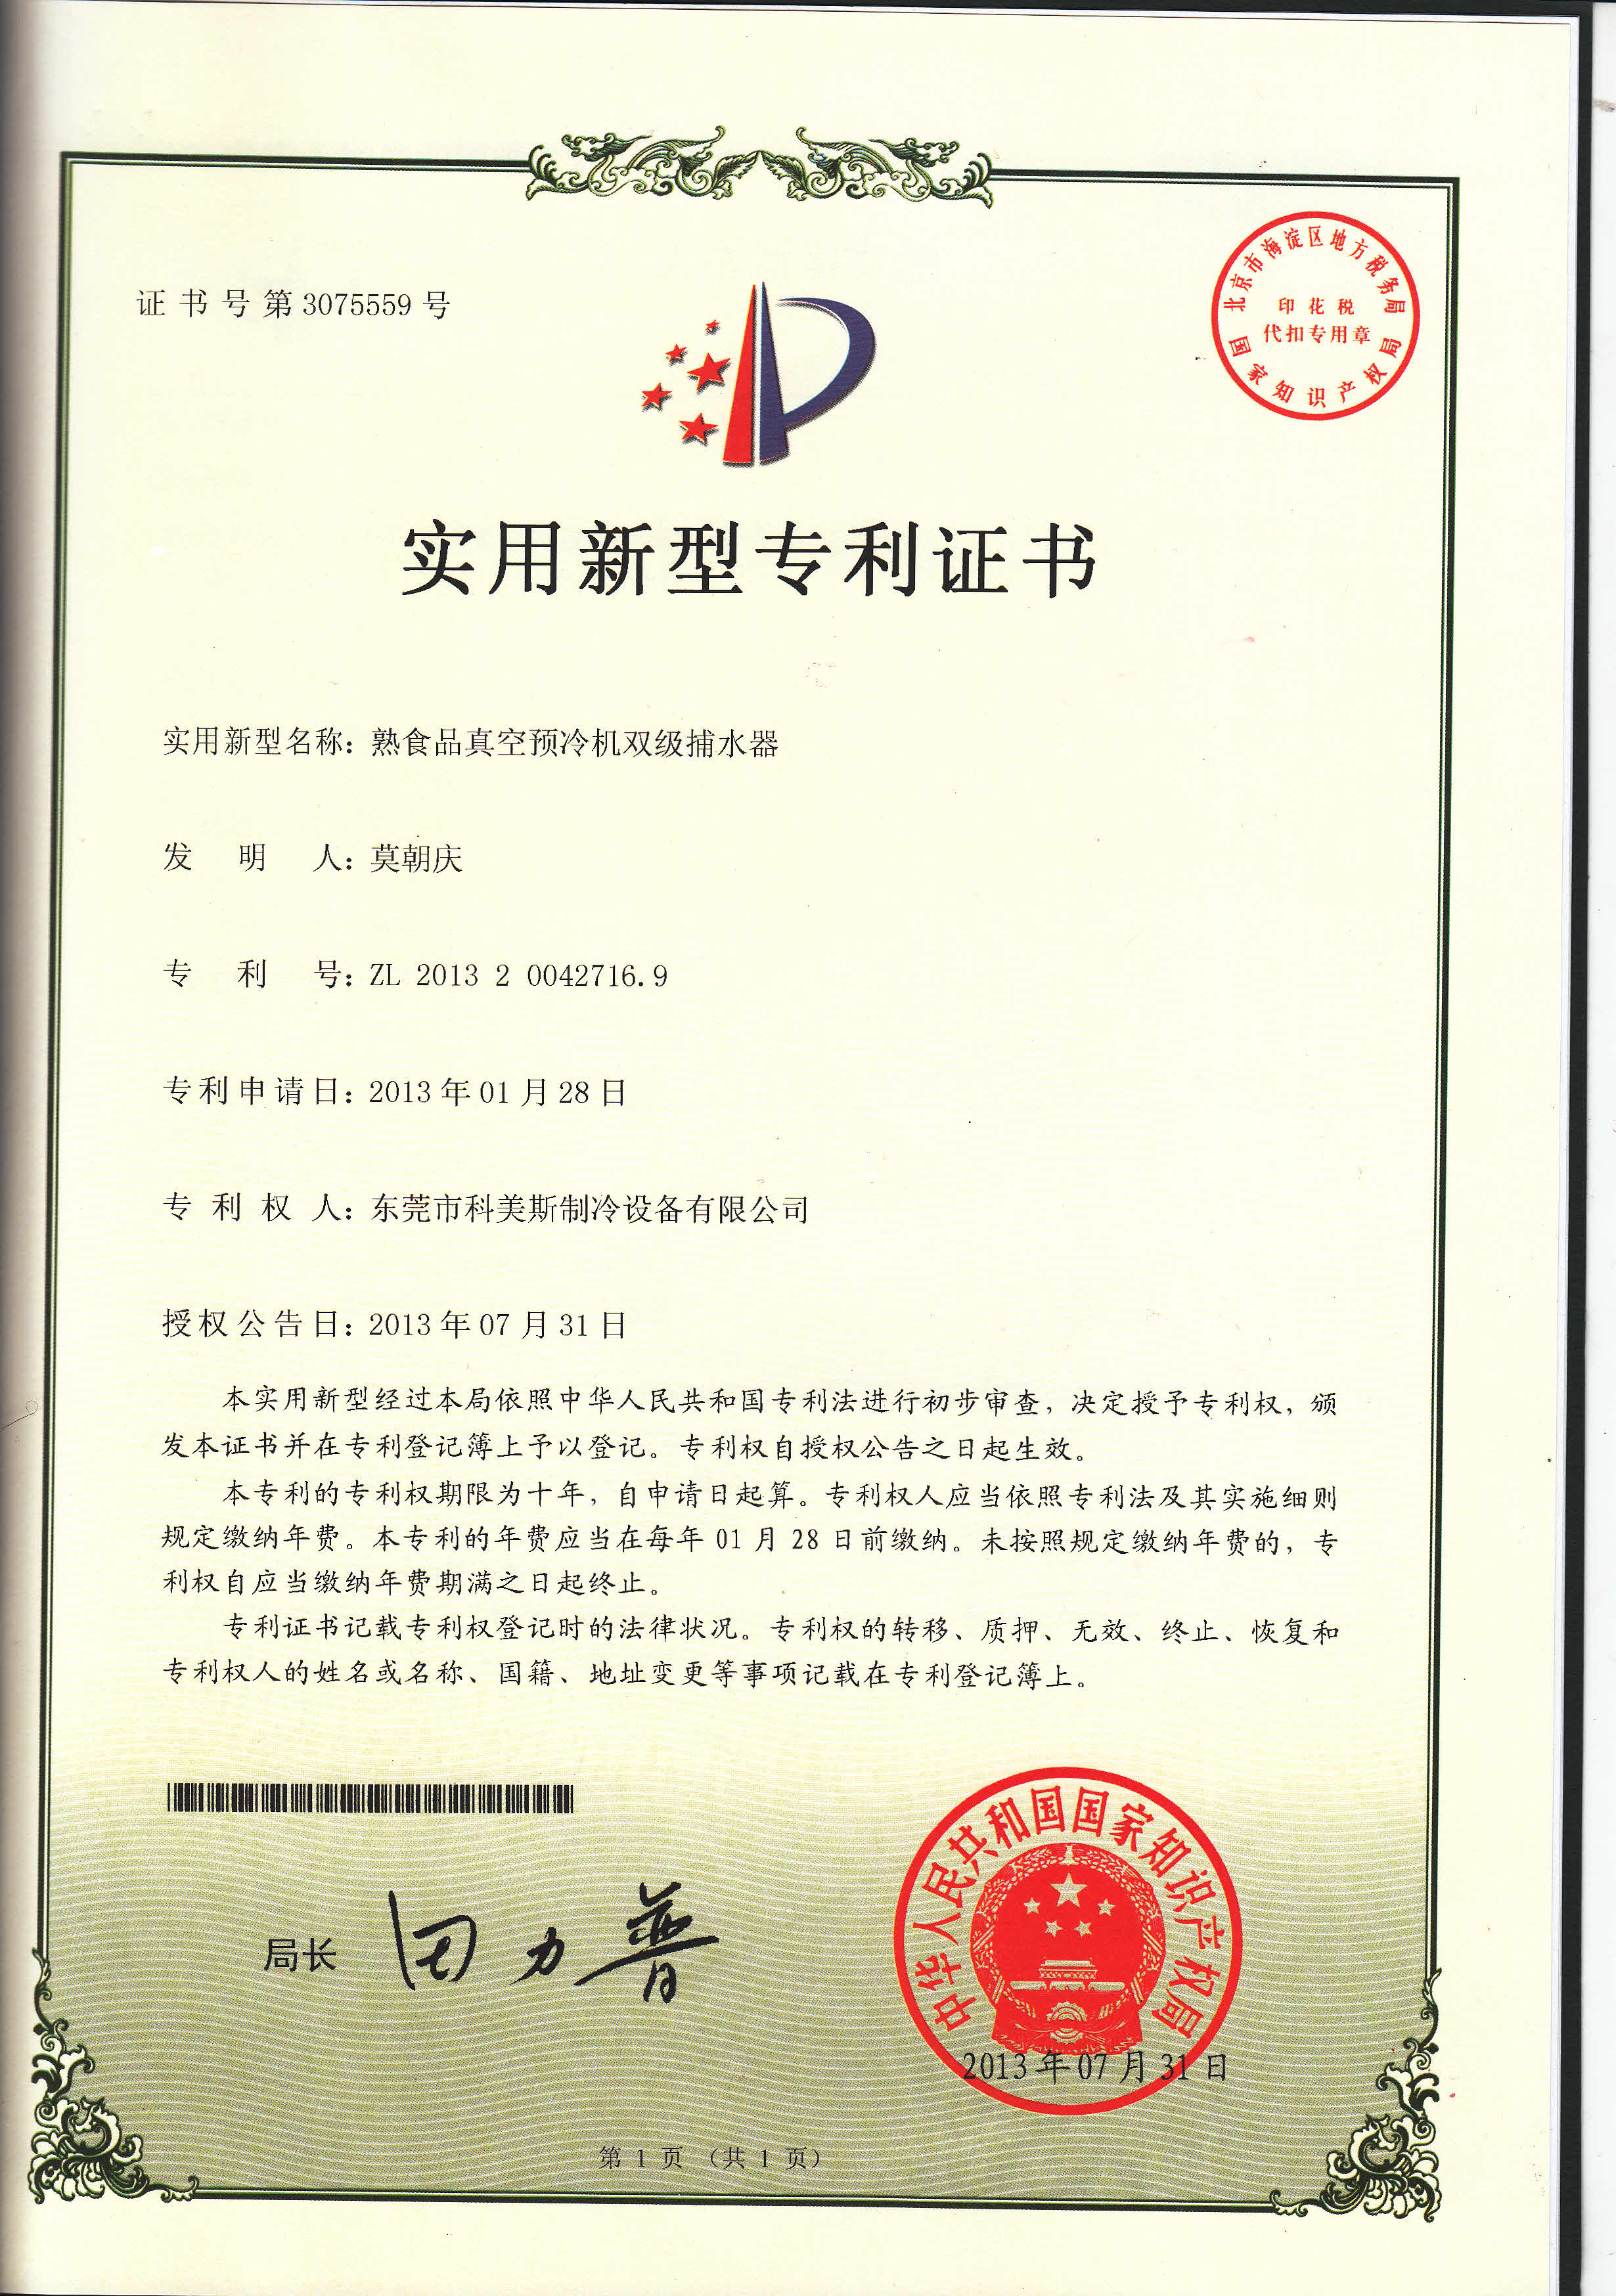 证书号第3075559号
北京市海淀区地方税务局
印花税
代扣专用章
国家知识产权局
实用新型专利证书
实用新型名称：熟食品真空预冷机双级捕水器
发明人：莫朝庆
专利号：ZL 2013 2 0042716.9
专利申请日：2013年01月28日
专利权人：东莞市科美斯制冷设备有限公司
授权公告日：2013年07月31日
本实用新型经过本局依照中华人民共和国专利法进行初步审查，决定授予专利权，颁
发本证书并在专利登记簿上予以登记。专利权自授权公告之日起生效。
本专利的专利权期限为十年，自申请日起算。专利权人应当依照专利法及其实施细则
规定缴纳年费。本专利的年费应当在每年01月28日前缴纳。未按照规定缴纳年费的，专
利权自应当缴纳年费期满之日起终止。
专利证书记载专利权登记时的法律状况。专利权的转移、质押、无效、终止、恢复和
专利权人的姓名或名称、国籍、地址变更等事项记载在专利登记簿上。
局长 田力普
中华人民共和国国家知识产权局
2013年07月31日
第1页（共1页）